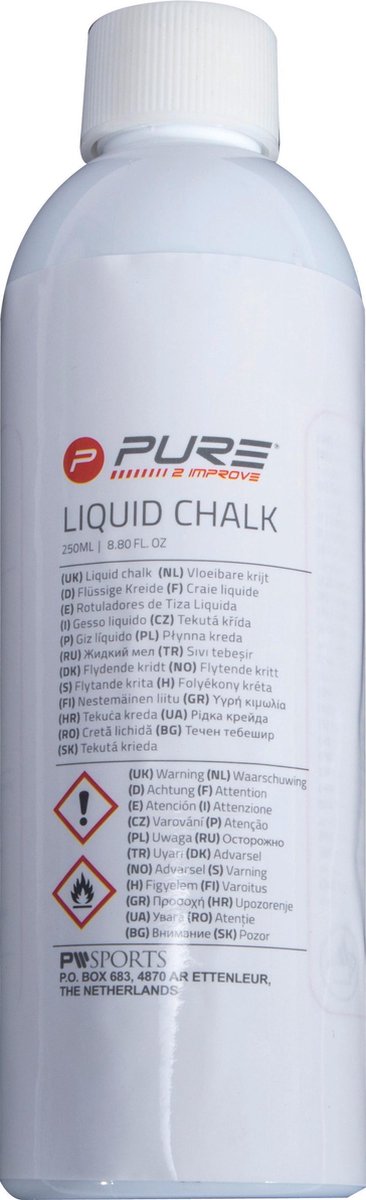 P PURE®
2 IMPROVE
LIQUID CHALK
250ML | 8.80 FL. OZ
(UK) Liquid chalk (NL) Vloeibare krijt
(D) Flüssige Kreide (F) Craie liquide
(E) Rotuladores de Tiza Liquida
(I) Gesso liquido (CZ) Tekutá křída
(P) Giz líquido (PL) Płynna kreda
(RU) Жидкий мел (TR) Sıvı tebeşir
(DK) Flydende kridt (NO) Flytende kritt
(S) Flytande krita (H) Folyékony kréta
(FI) Nestemäinen liitu (GR) Υγρή κιμωλία
(HR) Tekuća kreda (UA) Рідка крейда
(RO) Cretă lichidă (BG) Течен тебешир
(SK) Tekutá krieda
(UK) Warning (NL) Waarschuwing
(D) Achtung (F) Attention
(E) Atención (I) Attenzione
(CZ) Varování (P) Atenção
(PL) Uwaga (RU) Осторожно
(TR) Uyarı (DK) Advarsel
(NO) Advarsel (S) Varning
(H) Figyelem (FI) Varoitus
(GR) Προσοχή (HR) Upozorenje
(UA) Увага (RO) Atenție
(BG) Внимание (SK) Pozor
PW SPORTS
P.O. BOX 683, 4870 AR ETTENLEUR,
THE NETHERLANDS